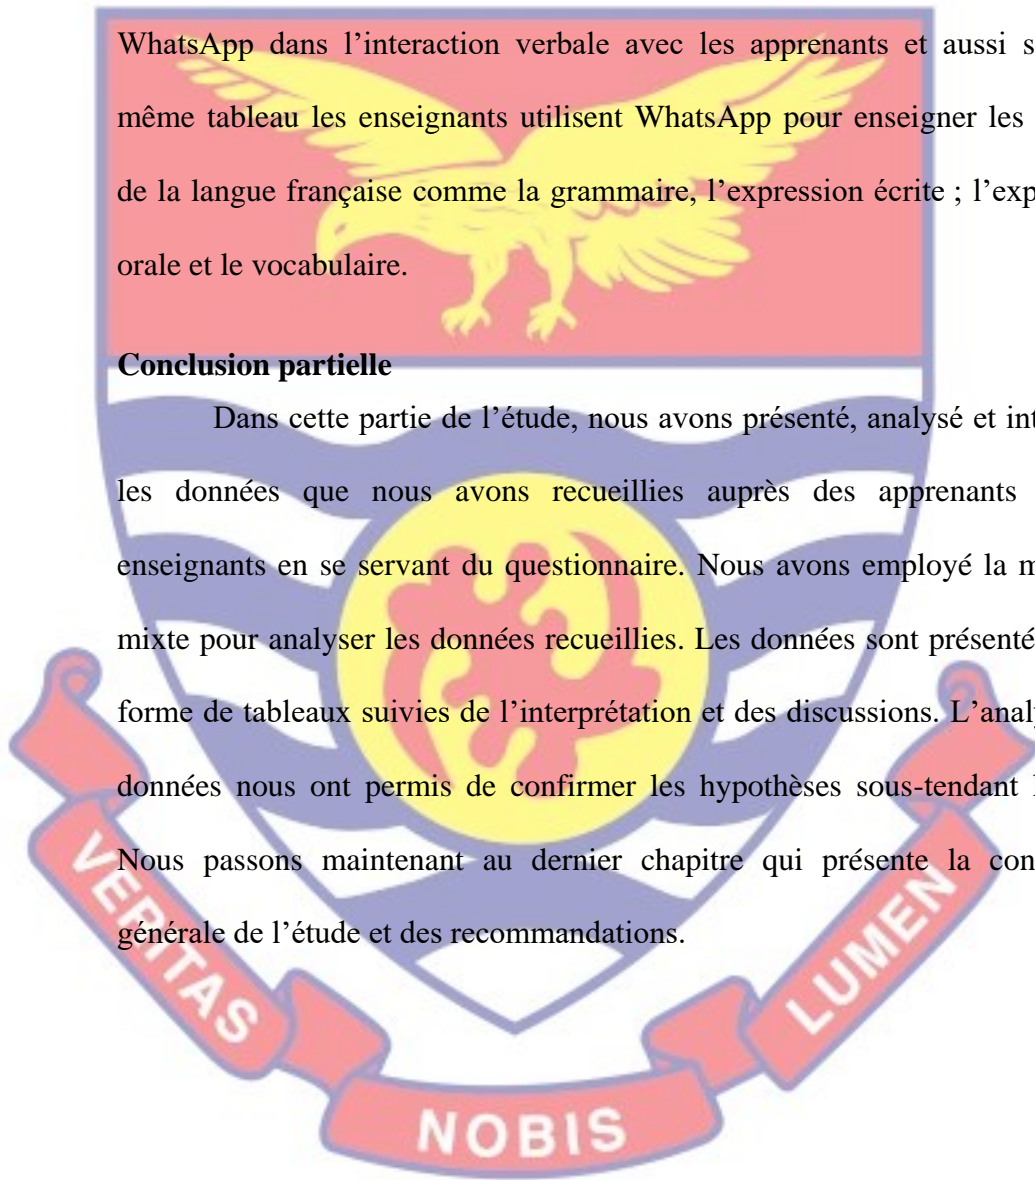 WhatsApp dans l’interaction verbale avec les apprenants et aussi s
même tableau les enseignants utilisent WhatsApp pour enseigner les
de la langue française comme la grammaire, l’expression écrite ; l’exp
orale et le vocabulaire.
Conclusion partielle
Dans cette partie de l’étude, nous avons présenté, analysé et int
les données que nous avons recueillies auprès des apprenants
enseignants en se servant du questionnaire. Nous avons employé la m
mixte pour analyser les données recueillies. Les données sont présenté
forme de tableaux suivies de l’interprétation et des discussions. L’analy
données nous ont permis de confirmer les hypothèses sous-tendant l
Nous passons maintenant au dernier chapitre qui présente la con
générale de l’étude et des recommandations.
VERITAS
NOBIS
LUMEN